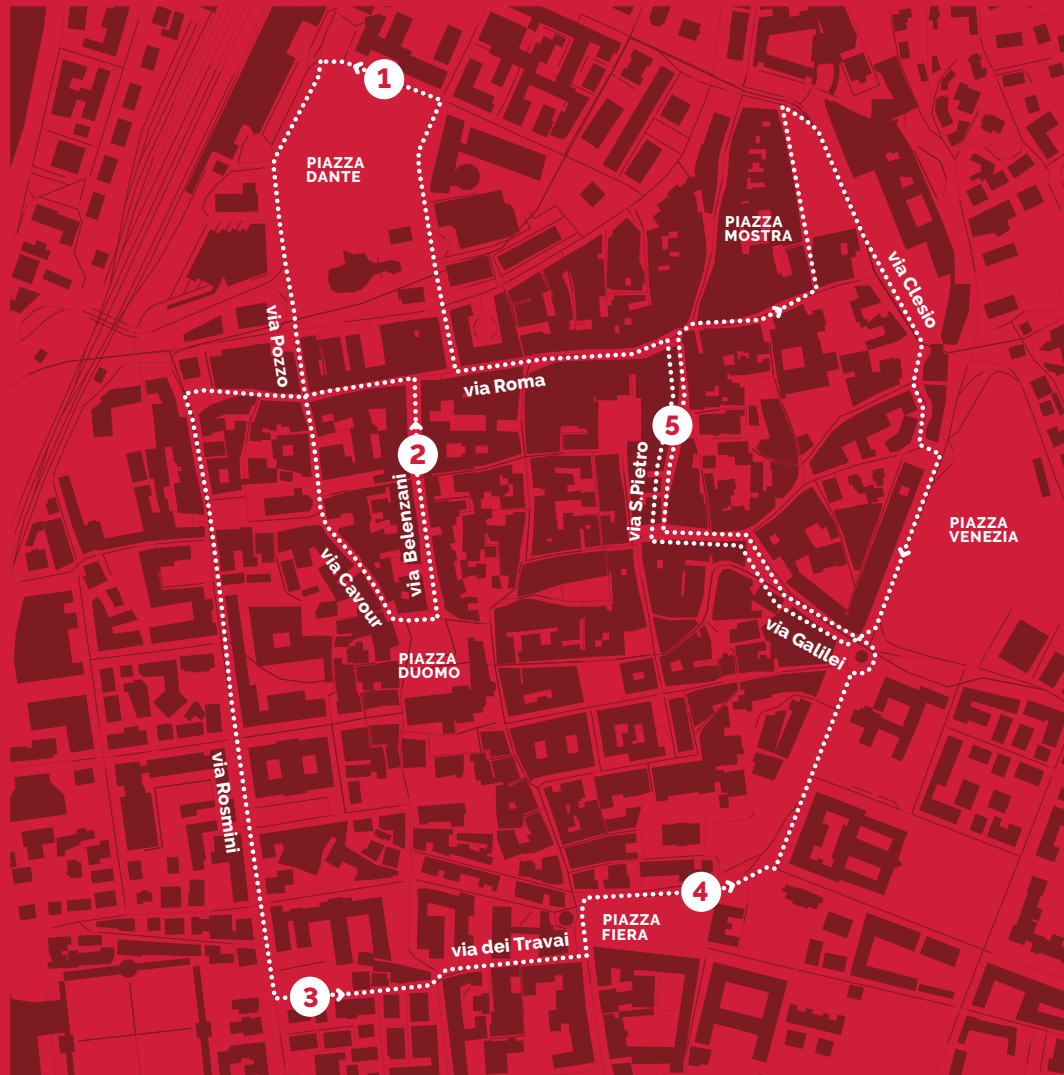 1
PIAZZA
DANTE
PIAZZA
MOSTRA
via Clesio
via Pozzo
via Roma
5
2
via S.Pietro
via Belenzani
PIAZZA
VENEZIA
via Cavour
via Galilei
PIAZZA
DUOMO
via Rosmini
4
PIAZZA
FIERA
via dei Travai
3